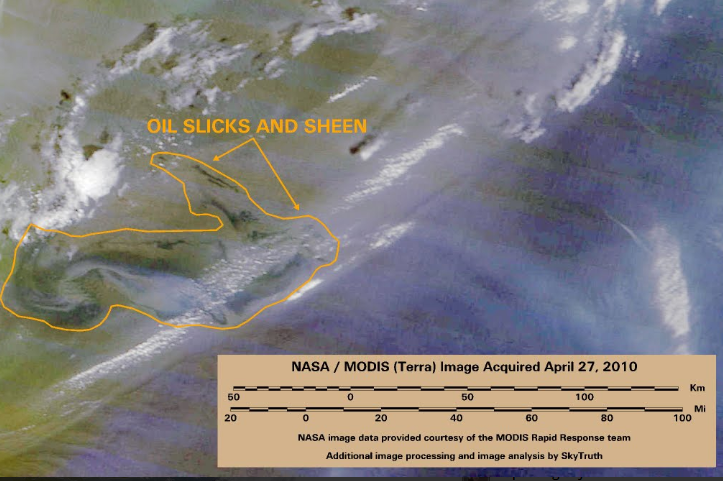 OIL SLICKS AND SHEEN
NASA / MODIS (Terra) Image Acquired April 27, 2010
50 0 50 100 Km
20 0 20 40 60 80 100 Mi
NASA image data provided courtesy of the MODIS Rapid Response team
Additional image processing and image analysis by SkyTruth